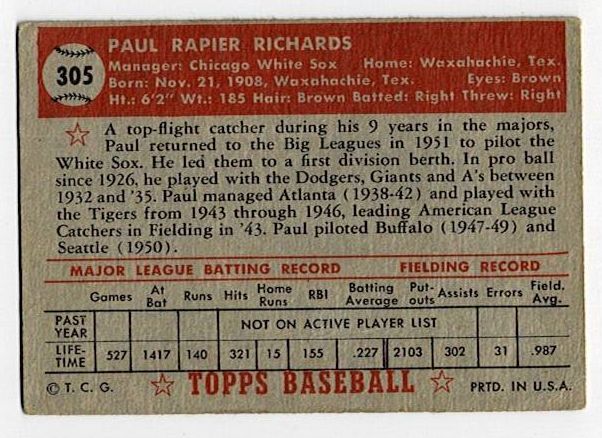 305
PAUL RAPIER RICHARDS
Manager: Chicago White Sox Home: Waxahachie, Tex.
Born: Nov. 21, 1908, Waxahachie, Tex. Eyes: Brown
Ht.: 6'2" Wt.: 185 Hair: Brown Batted: Right Threw: Right
A top-flight catcher during his 9 years in the majors,
Paul returned to the Big Leagues in 1951 to pilot the
White Sox. He led them to a first division berth. In pro ball
since 1926, he played with the Dodgers, Giants and A's between
1932 and '35. Paul managed Atlanta (1938-42) and played with
the Tigers from 1943 through 1946, leading American League
Catchers in Fielding in '43. Paul piloted Buffalo (1947-49) and
Seattle (1950).
MAJOR LEAGUE BATTING RECORD FIELDING RECORD
Games At Bat Runs Hits Home Runs RBI Batting Average Put-outs Assists Errors Field. Avg.
PAST YEAR NOT ON ACTIVE PLAYER LIST
LIFE-TIME 527 1417 140 321 15 155 .227 2103 302 31 .987
© T. C. G. TOPPS BASEBALL PRTD. IN U.S.A.